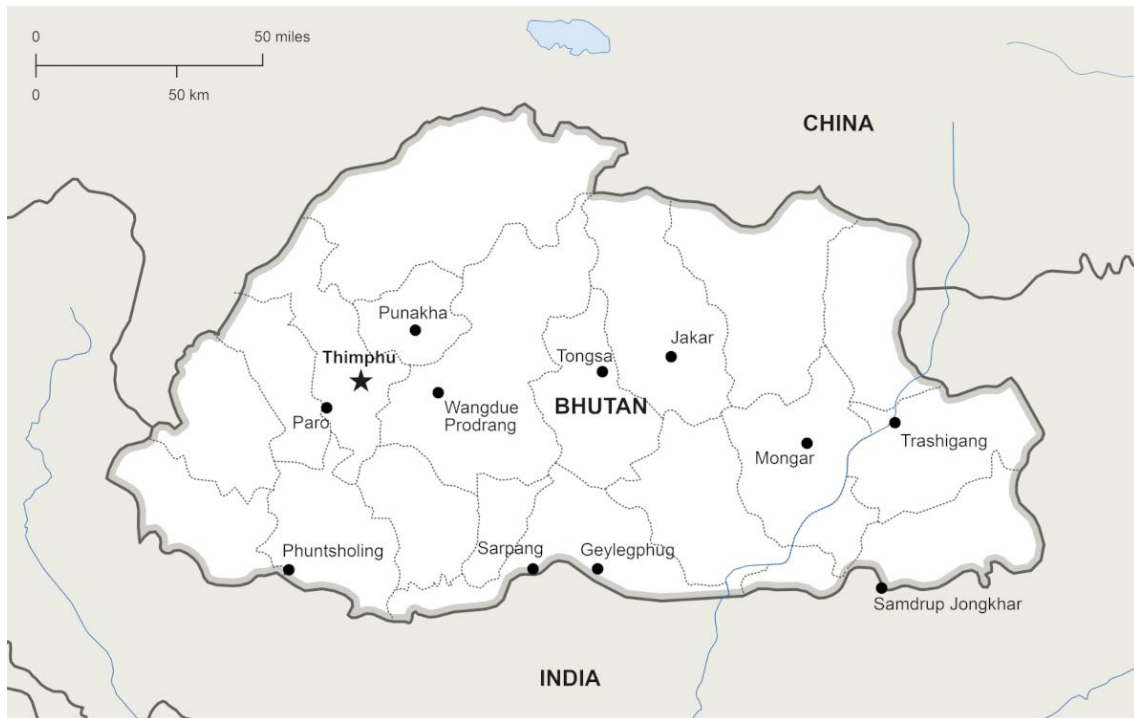 0 50 miles
0 50 km
CHINA
Punakha
Thimphu
Jakar
Tongsa
BHUTAN
Wangdue
Prodrang
Paro
Trashigang
Mongar
Phuntsholing
Sarpang
Geylegphug
Samdrup Jongkhar
INDIA